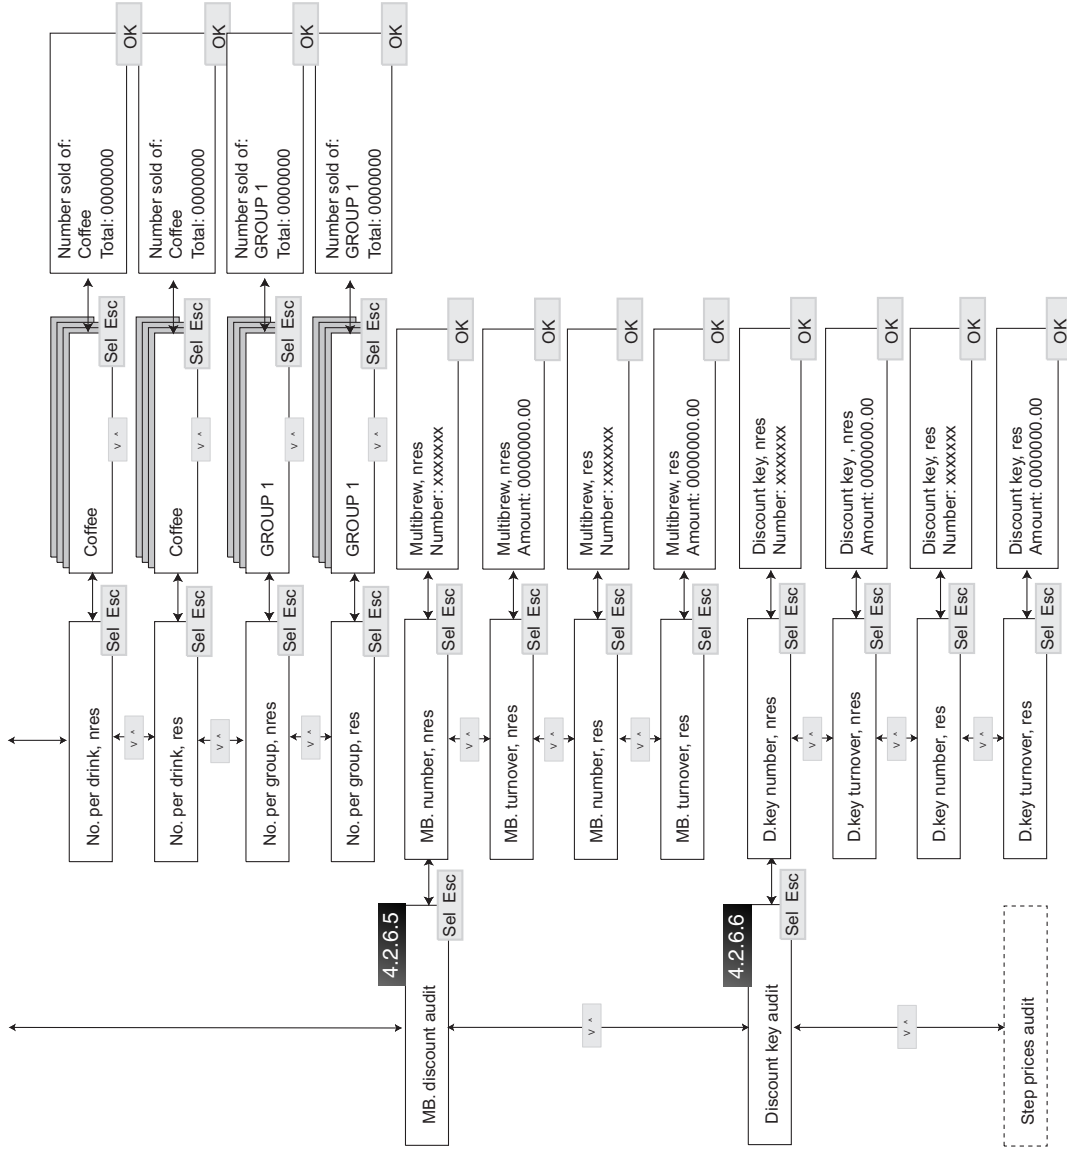 No. per drink, nres
Sel Esc
v ^
Coffee
Sel Esc
v ^
Number sold of:
Coffee
Total: 0000000
OK
No. per drink, res
Sel Esc
v ^
Coffee
Sel Esc
v ^
Number sold of:
Coffee
Total: 0000000
OK
No. per group, nres
Sel Esc
v ^
GROUP 1
Sel Esc
v ^
Number sold of:
GROUP 1
Total: 0000000
OK
No. per group, res
Sel Esc
GROUP 1
Sel Esc
v ^
Number sold of:
GROUP 1
Total: 0000000
OK
4.2.6.5
MB. discount audit
Sel Esc
v ^
MB. number, nres
Sel Esc
v ^
Multibrew, nres
Number: xxxxxxx
OK
MB. turnover, nres
Sel Esc
v ^
Multibrew, nres
Amount: 0000000.00
OK
MB. number, res
Sel Esc
v ^
Multibrew, res
Number: xxxxxxx
OK
MB. turnover, res
Sel Esc
Multibrew, res
Amount: 0000000.00
OK
4.2.6.6
Discount key audit
Sel Esc
v ^
D.key number, nres
Sel Esc
v ^
Discount key, nres
Number: xxxxxxx
OK
D.key turnover, nres
Sel Esc
v ^
Discount key , nres
Amount: 0000000.00
OK
D.key number, res
Sel Esc
v ^
Discount key, res
Number: xxxxxxx
OK
Step prices audit
D.key turnover, res
Sel Esc
Discount key, res
Amount: 0000000.00
OK